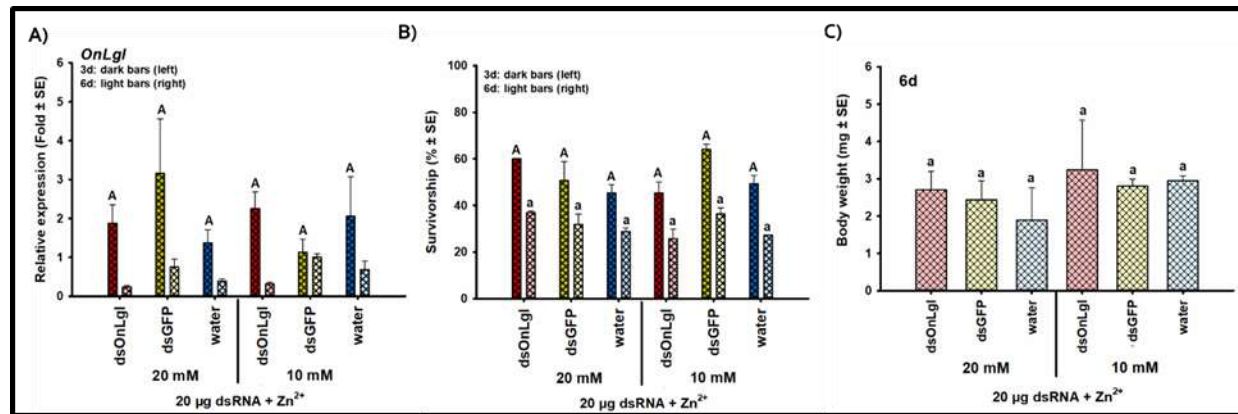 A)
OnLgl
3d: dark bars (left)
6d: light bars (right)
Relative expression (Fold ± SE)
6
5
4
3
2
1
0
A
A
A
A
A
A
dsOnLgl
dsGFP
water
dsOnLgl
dsGFP
water
20 mM
10 mM
20 µg dsRNA + Zn²⁺
B)
3d: dark bars (left)
6d: light bars (right)
Survivorship (% ± SE)
100
80
60
40
20
0
A
a
A
a
A
a
A
a
A
a
A
a
dsOnLgl
dsGFP
water
dsOnLgl
dsGFP
water
20 mM
10 mM
20 µg dsRNA + Zn²⁺
C)
6d
Body weight (mg ± SE)
6
5
4
3
2
1
0
a
a
a
a
a
a
dsOnLgl
dsGFP
water
dsOnLgl
dsGFP
water
20 mM
10 mM
20 µg dsRNA + Zn²⁺